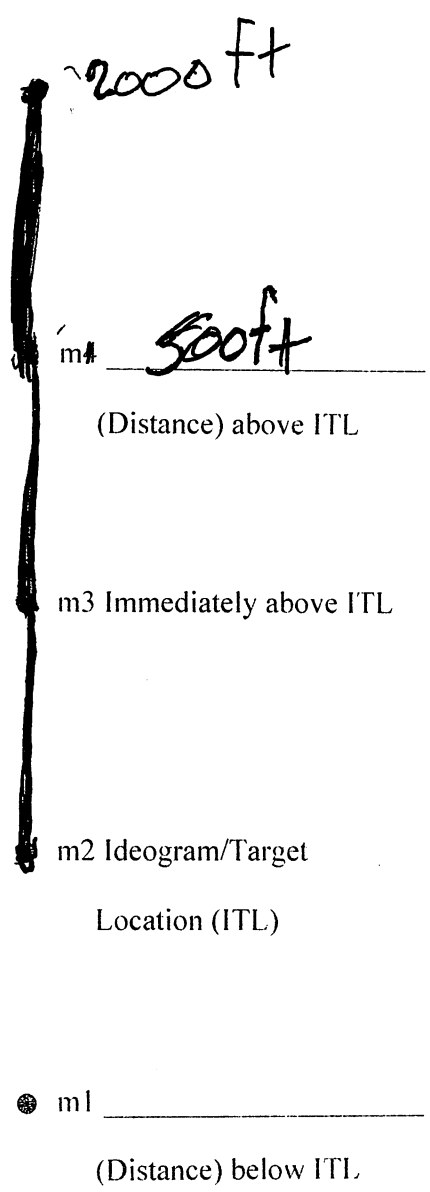 2000 ft
m4 500ft
(Distance) above ITL
m3 Immediately above ITL
m2 Ideogram/Target
Location (ITL)
m1
(Distance) below ITL